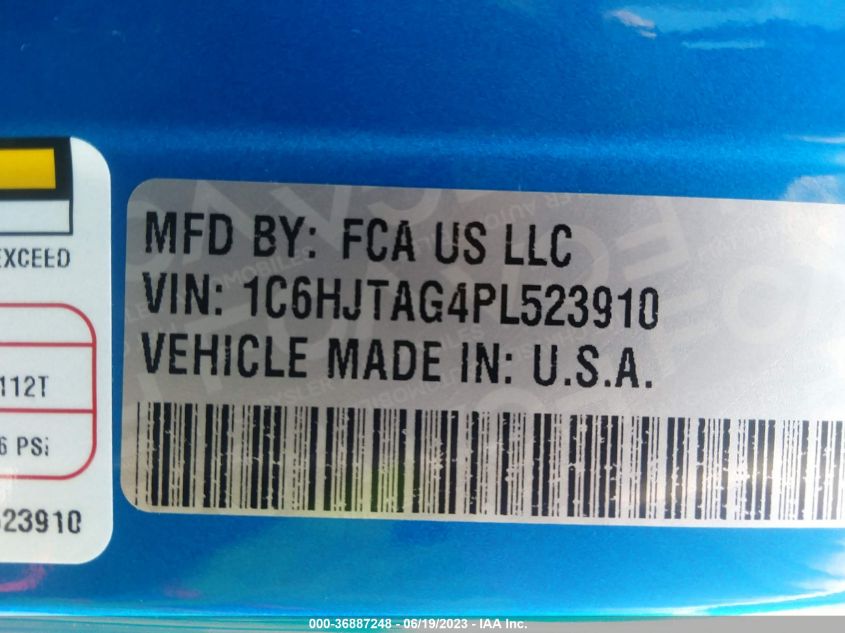 MFD BY: FCA US LLC
VIN: 1C6HJTAG4PL523910
VEHICLE MADE IN: U.S.A.
EXCEED
112T
6 PSi
523910
000-36887248 - 06/19/2023 - IAA Inc.